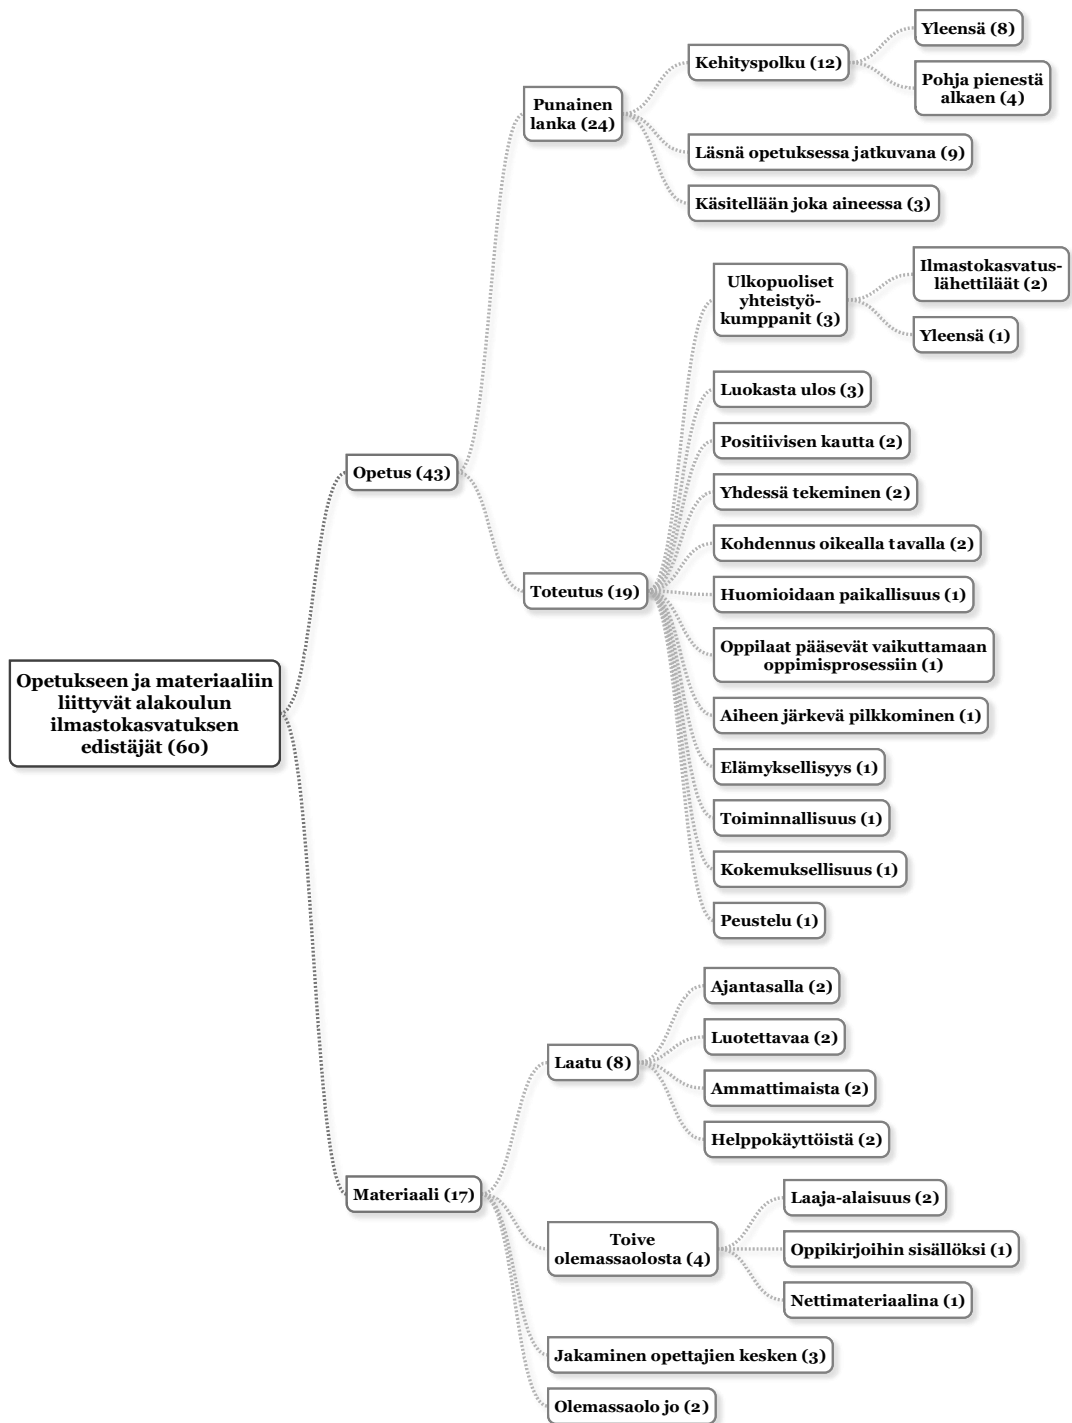 Yleensä (8)
Kehityspolku (12)
Pohja pienestä
alkaen (4)
Punainen
lanka (24)
Läsnä opetuksessa jatkuvana (9)
Käsitellään joka aineessa (3)
Ulkopuoliset
yhteistyö-
kumppanit (3)
Ilmastokasvatus-
lähettiläät (2)
Yleensä (1)
Luokasta ulos (3)
Positiivisen kautta (2)
Opetus (43)
Yhdessä tekeminen (2)
Kohdennus oikealla tavalla (2)
Toteutus (19)
Huomioidaan paikallisuus (1)
Oppilaat pääsevät vaikuttamaan
oppimisprosessiin (1)
Opetukseen ja materiaaliin
liittyvät alakoulun
ilmastokasvatuksen
edistäjät (60)
Aiheen järkevä pilkkominen (1)
Elämyksellisyys (1)
Toiminnallisuus (1)
Kokemuksellisuus (1)
Peustelu (1)
Ajantasalla (2)
Luotettavaa (2)
Laatu (8)
Ammattimaista (2)
Helppokäyttöistä (2)
Materiaali (17)
Laaja-alaisuus (2)
Toive
olemassaolosta (4)
Oppikirjoihin sisällöksi (1)
Nettimateriaalina (1)
Jakaminen opettajien kesken (3)
Olemassaolo jo (2)